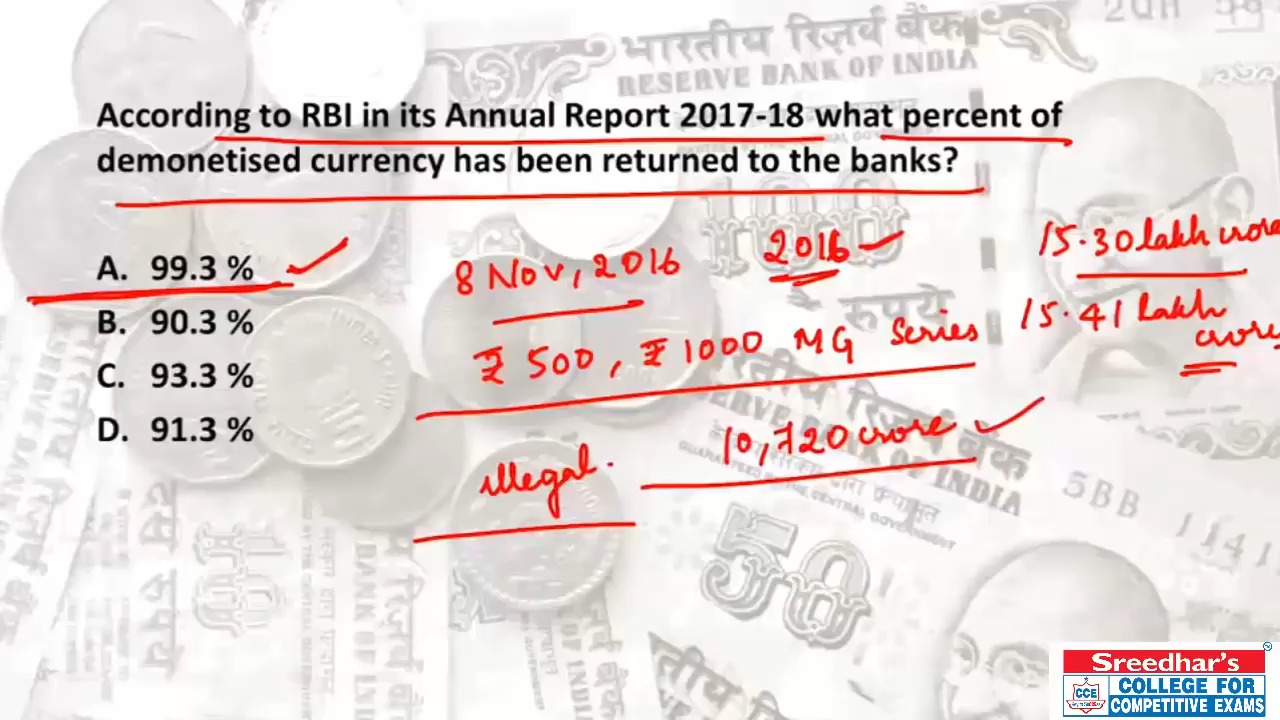 भारतीय रिज़र्व बैंक
RESERVE BANK OF INDIA
According to RBI in its Annual Report 2017-18 what percent of
demonetised currency has been returned to the banks?
A. 99.3 %
B. 90.3 %
C. 93.3 %
D. 91.3 %
8 Nov, 2016
2016
15.30 lakh crore
15.41 lakh
crore
₹ 500, ₹ 1000 MG Series
10,720 crore
illegal.
रुपये
5BB
50
Sreedhar's
CCE
COLLEGE FOR
COMPETITIVE EXAMS